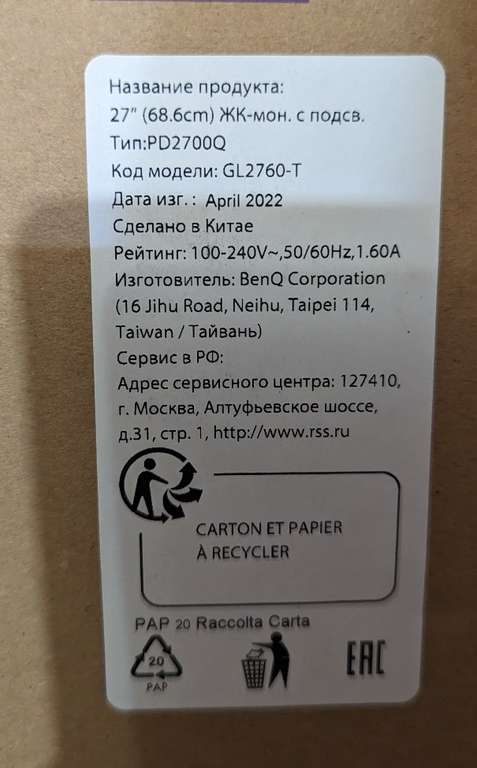 Название продукта:
27" (68.6cm) ЖК-мон. с подсв.
Тип:PD2700Q
Код модели: GL2760-T
Дата изг.: April 2022
Сделано в Китае
Рейтинг: 100-240V~,50/60Hz,1.60A
Изготовитель: BenQ Corporation
(16 Jihu Road, Neihu, Taipei 114,
Taiwan / Тайвань)
Сервис в РФ:
Адрес сервисного центра: 127410,
г. Москва, Алтуфьевское шоссе,
д.31, стр. 1, http://www.rss.ru
CARTON ET PAPIER
À RECYCLER
PAP 20 Raccolta Carta
20
PAP
EAC